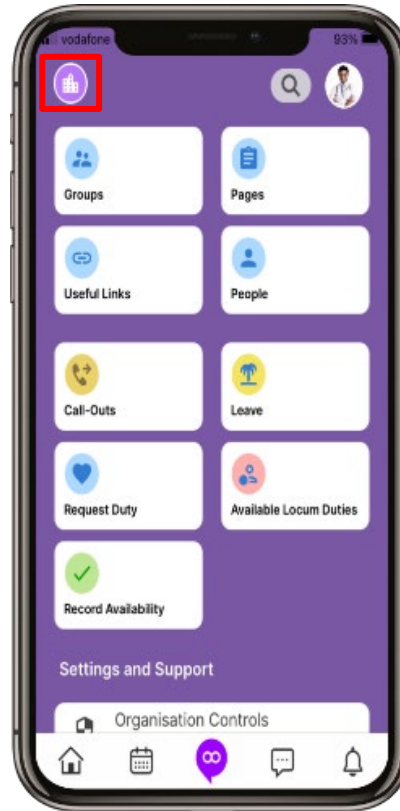 vodafone 93%
Groups Pages
Useful Links People
Call-Outs Leave
Request Duty Available Locum Duties
Record Availability
Settings and Support
Organisation Controls